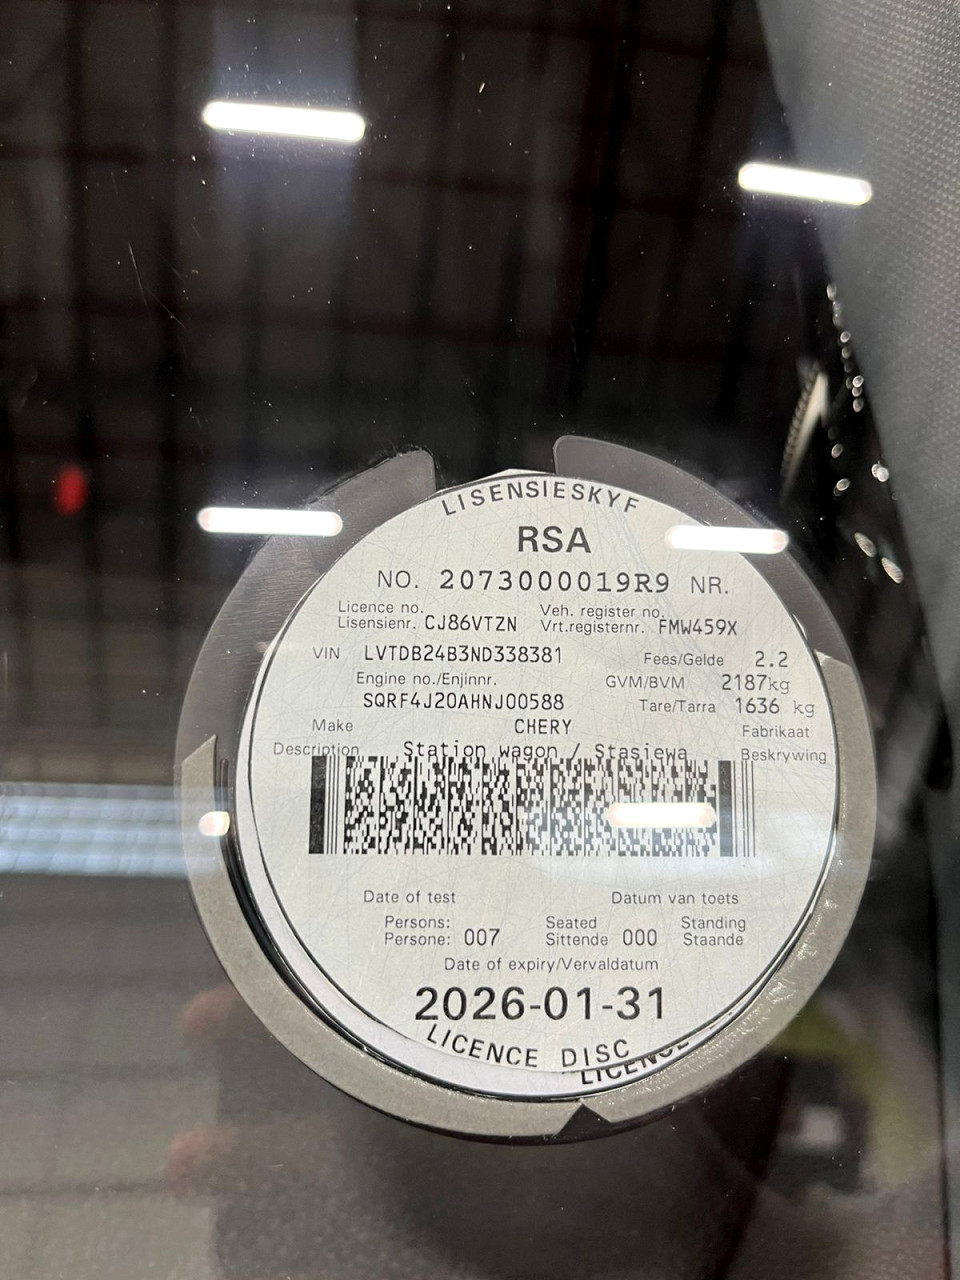 LISENSIESKYF
RSA
NO. 2073000019R9 NR.
Licence no. Veh. register no.
Lisensienr. CJ86VTZN Vrt.registernr. FMW459X
VIN LVTDB24B3ND338381 Fees/Gelde 2.2
Engine no./Enjinnr. GVM/BVM 2187kg
SQRF4J20AHNJ00588 Tare/Tarra 1636 kg
Make CHERY Fabrikaat
Description Station wagon / Stasiewa Beskrywing
Date of test Datum van toets
Persons: Seated Standing
Persone: 007 Sittende 000 Staande
Date of expiry/Vervaldatum
2026-01-31
LICENCE DISC
LICENCE